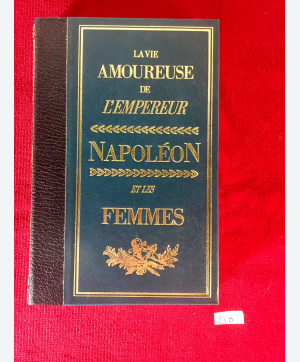 LA VIE
AMOUREUSE
DE
L'EMPEREUR
NAPOLÉON
ET LES
FEMMES